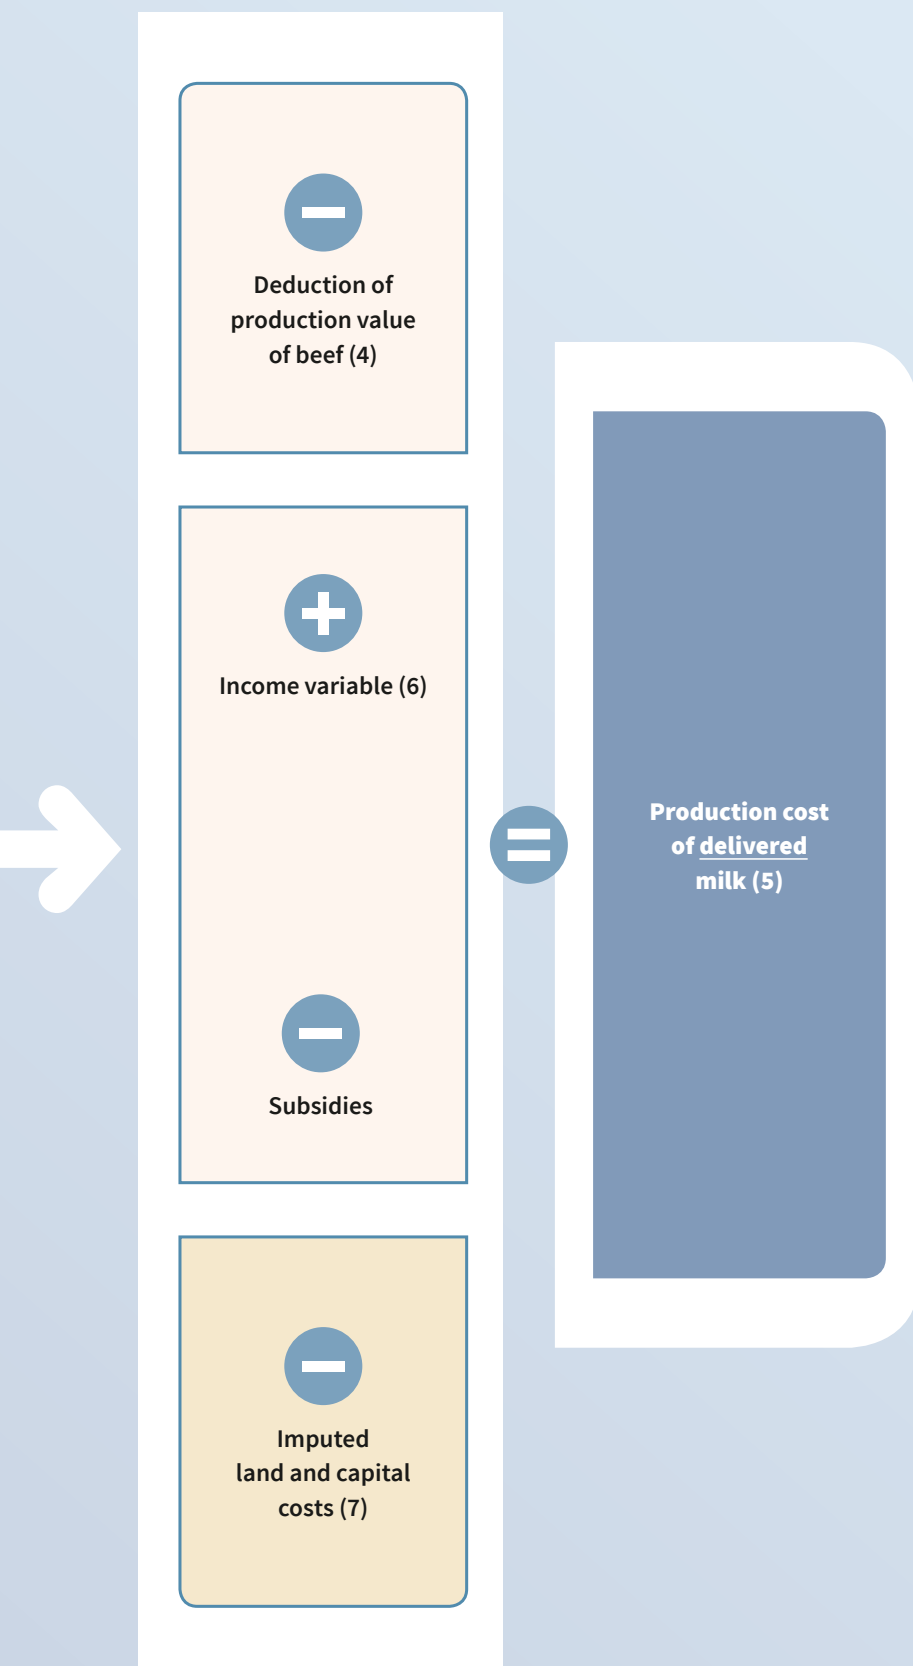 Deduction of
production value
of beef (4)
Income variable (6)
Subsidies
Imputed
land and capital
costs (7)
Production cost
of delivered
milk (5)